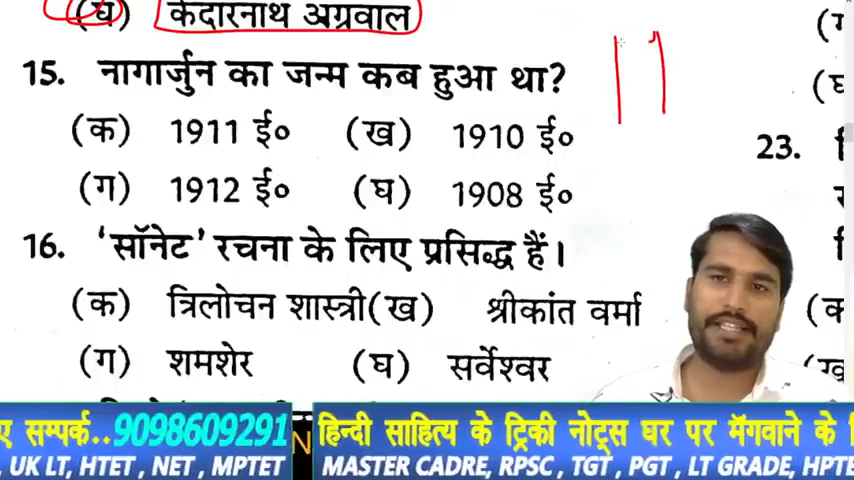 (घ) केदारनाथ अग्रवाल
15. नागार्जुन का जन्म कब हुआ था? 11
(क) 1911 ई० (ख) 1910 ई०
(ग) 1912 ई० (घ) 1908 ई०
16. 'सॉनेट' रचना के लिए प्रसिद्ध हैं।
(क) त्रिलोचन शास्त्री (ख) श्रीकांत वर्मा
(ग) शमशेर (घ) सर्वेश्वर
(घ
23.
(क
(ख
ए सम्पर्क..9098609291 हिन्दी साहित्य के ट्रिकी नोट्स घर पर मॅगवाने के
, UK LT, HTET , NET , MPTET N MASTER CADRE, RPSC , TGT , PGT , LT GRADE, HPTE